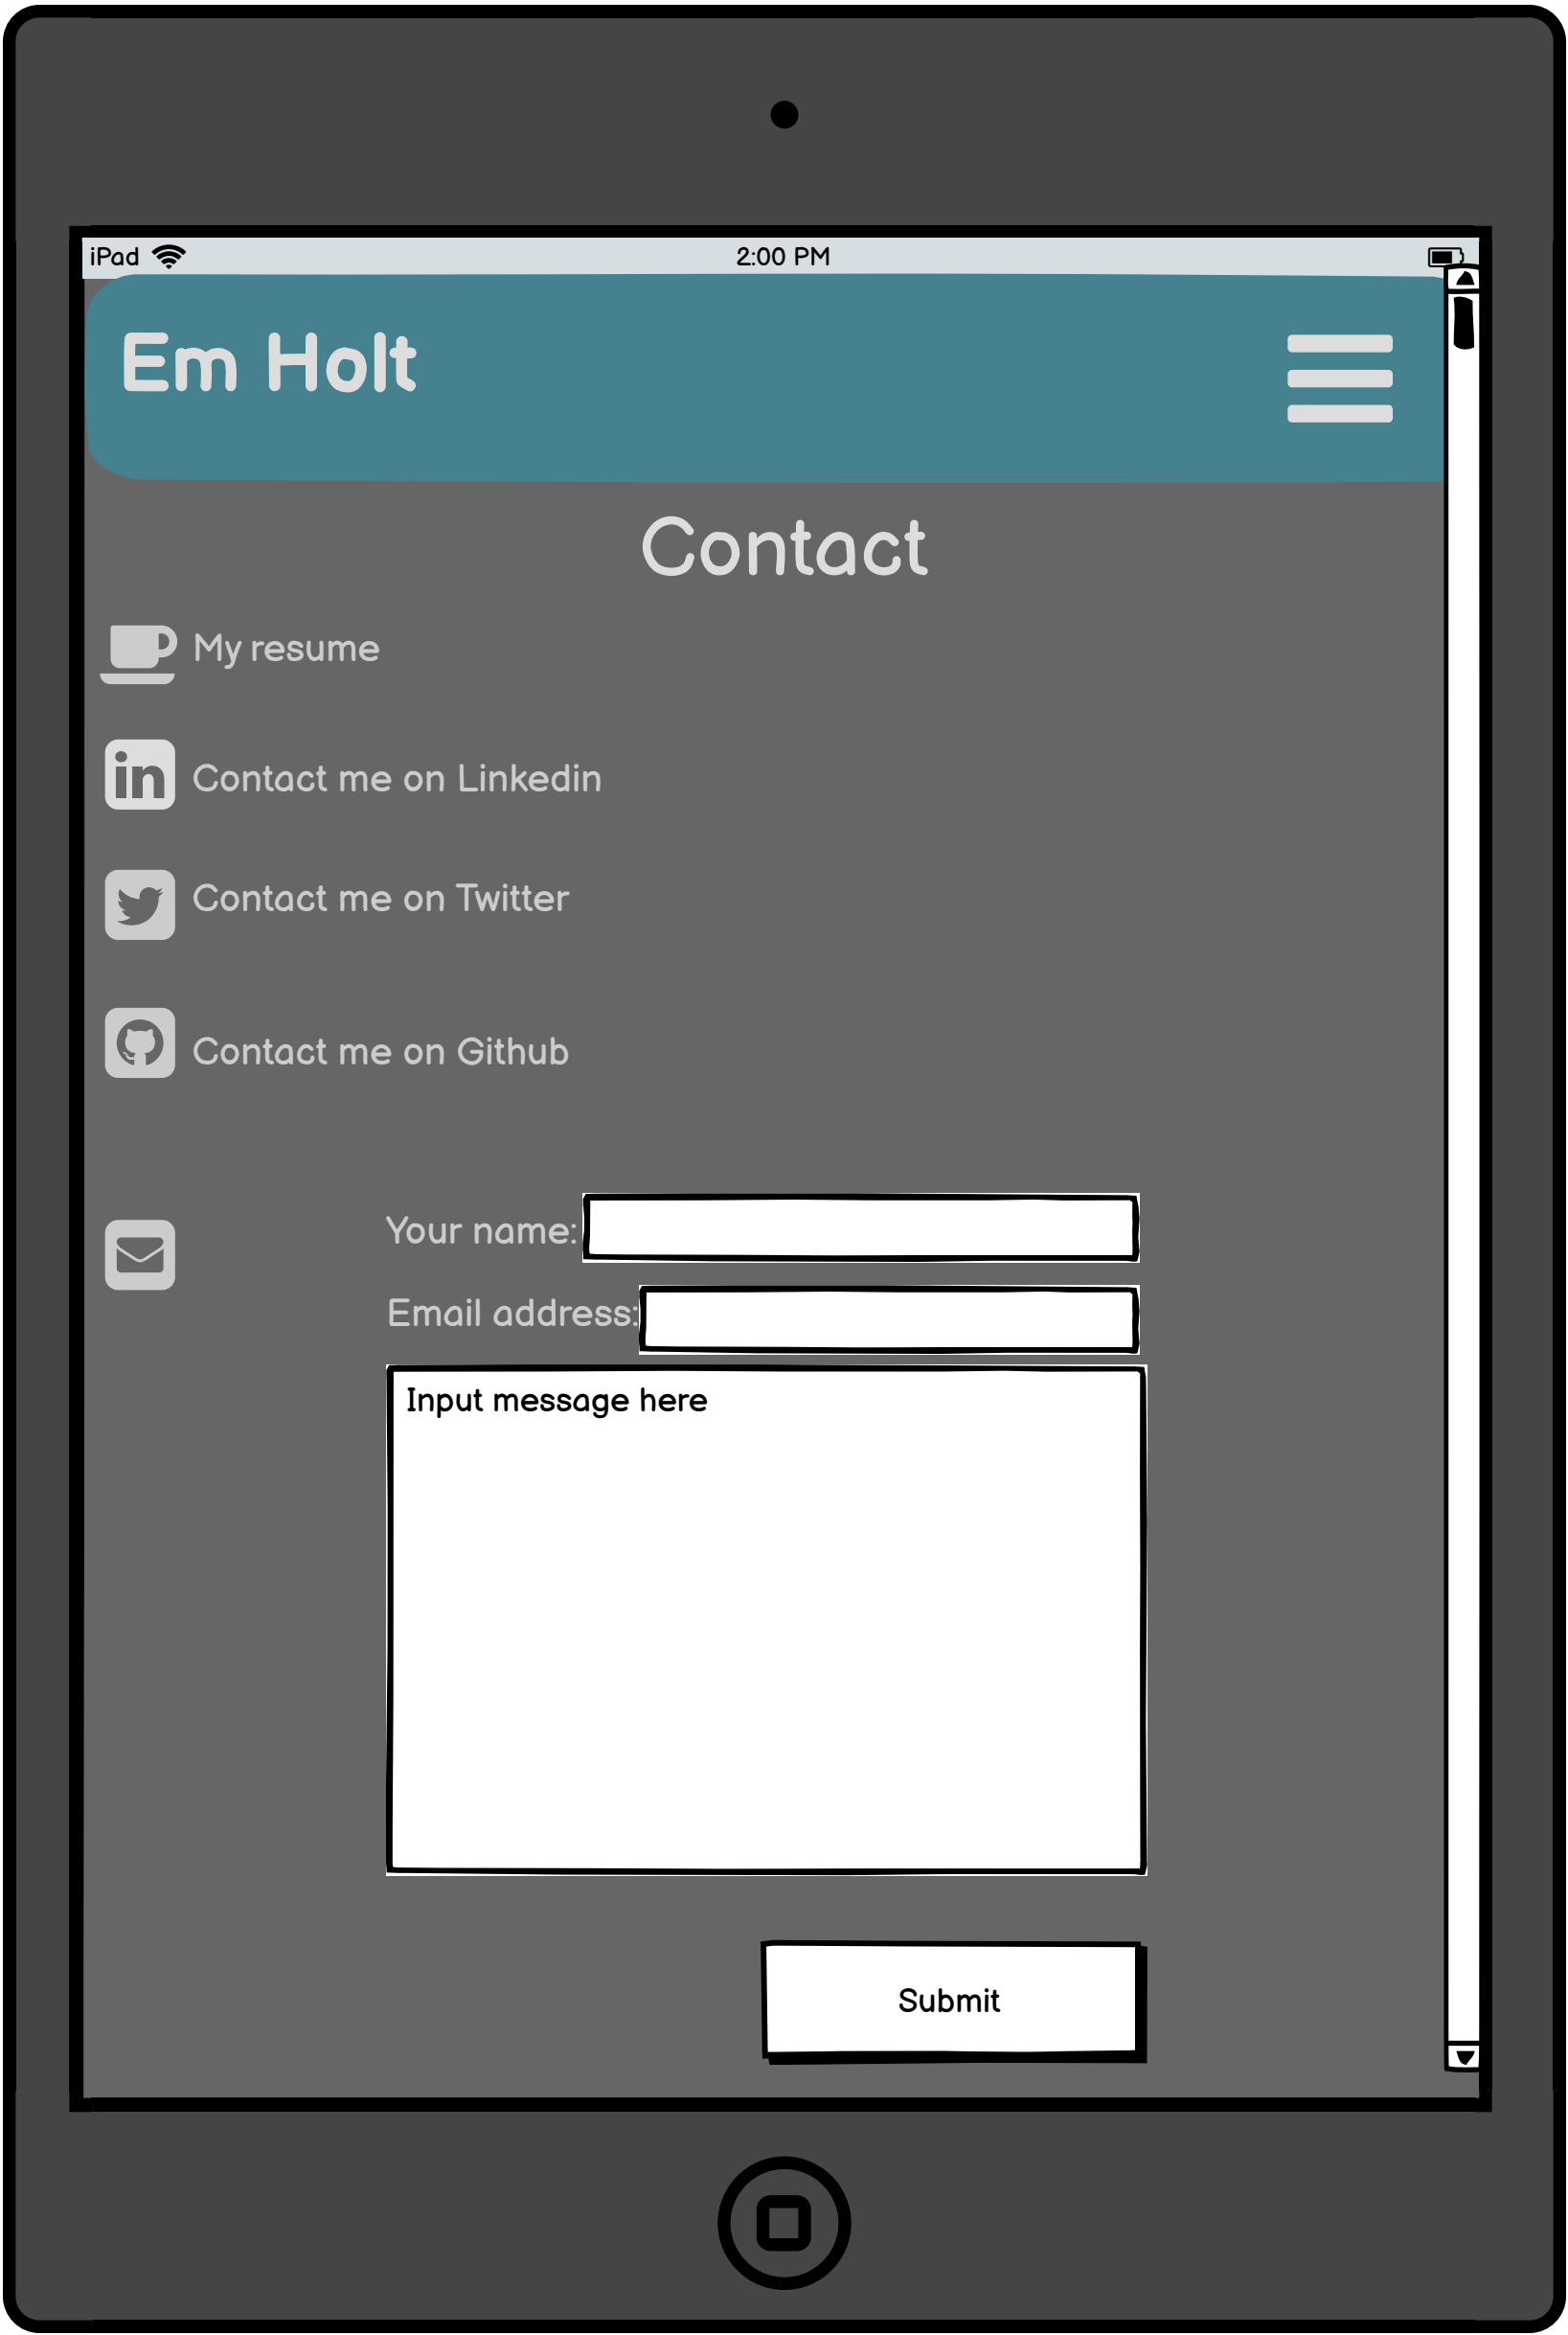 iPad
2:00 PM
Em Holt
Contact
My resume
in
Contact me on Linkedin
Contact me on Twitter
Contact me on Github
Your name:
Email address:
Input message here
Submit